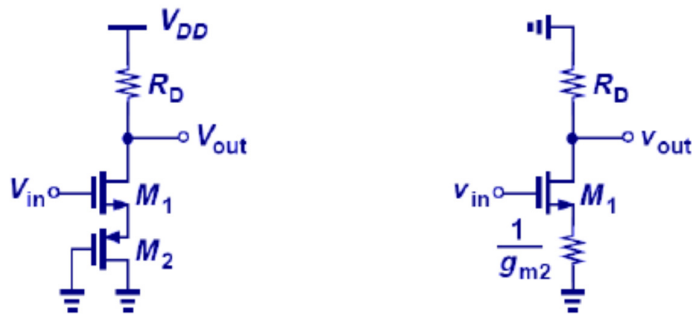 V_DD
R_D
V_out
V_in
M_1
M_2
R_D
v_out
v_in
M_1
1
g_m2